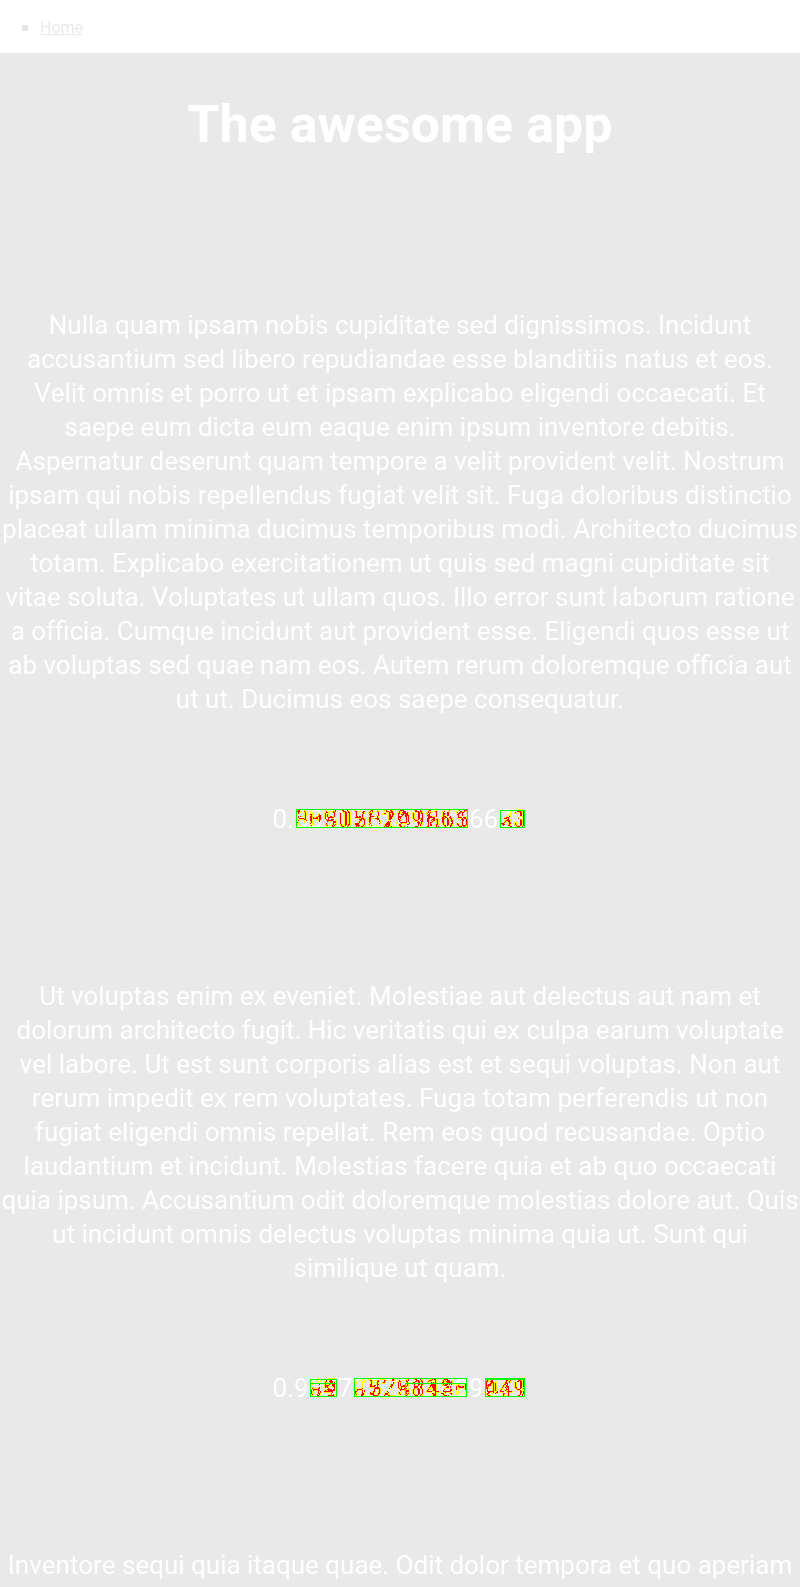 Home
The awesome app
Nulla quam ipsam nobis cupiditate sed dignissimos. Incidunt
accusantium sed libero repudiandae esse blanditiis natus et eos.
Velit omnis et porro ut et ipsam explicabo eligendi occaecati. Et
saepe eum dicta eum eaque enim ipsum inventore debitis.
Aspernatur deserunt quam tempore a velit provident velit. Nostrum
ipsam qui nobis repellendus fugiat velit sit. Fuga doloribus distinctio
placeat ullam minima ducimus temporibus modi. Architecto ducimus
totam. Explicabo exercitationem ut quis sed magni cupiditate sit
vitae soluta. Voluptates ut ullam quos. Illo error sunt laborum ratione
a officia. Cumque incidunt aut provident esse. Eligendi quos esse ut
ab voluptas sed quae nam eos. Autem rerum doloremque officia aut
ut ut. Ducimus eos saepe consequatur.
Ut voluptas enim ex eveniet. Molestiae aut delectus aut nam et
dolorum architecto fugit. Hic veritatis qui ex culpa earum voluptate
vel labore. Ut est sunt corporis alias est et sequi voluptas. Non aut
rerum impedit ex rem voluptates. Fuga totam perferendis ut non
fugiat eligendi omnis repellat. Rem eos quod recusandae. Optio
laudantium et incidunt. Molestias facere quia et ab quo occaecati
quia ipsum. Accusantium odit doloremque molestias dolore aut. Quis
ut incidunt omnis delectus voluptas minima quia ut. Sunt qui
similique ut quam.
Inventore sequi quia itaque quae. Odit dolor tempora et quo aperiam